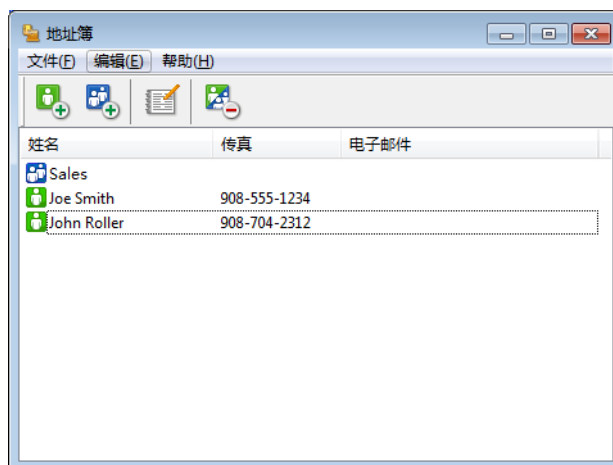 地址簿
文件(F) 编辑(E) 帮助(H)
姓名 传真 电子邮件
Sales
Joe Smith 908-555-1234
John Roller 908-704-2312